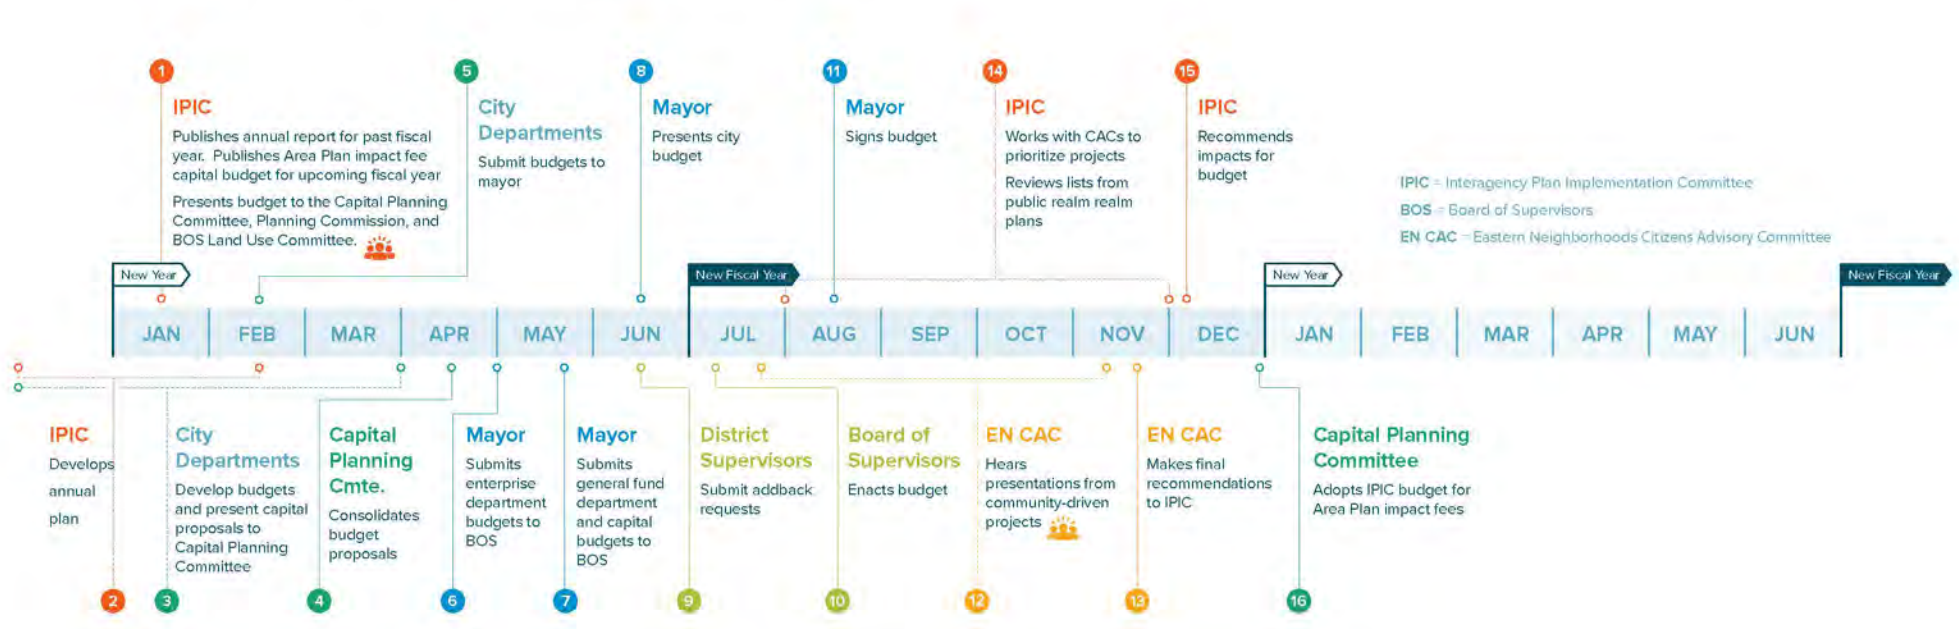 1
IPIC
Publishes annual report for past fiscal
year. Publishes Area Plan impact fee
capital budget for upcoming fiscal year
Presents budget to the Capital Planning
Committee, Planning Commission, and
BOS Land Use Committee.
5
City
Departments
Submit budgets to
mayor
8
Mayor
Presents city
budget
11
Mayor
Signs budget
14
IPIC
Works with CACs to
prioritize projects
Reviews lists from
public realm realm
plans
15
IPIC
Recommends
impacts for
budget
IPIC = Interagency Plan Implementation Committee
BOS = Board of Supervisors
EN CAC = Eastern Neighborhoods Citizens Advisory Committee
New Year
New Fiscal Year
New Year
New Fiscal Year
JAN FEB MAR APR MAY JUN JUL AUG SEP OCT NOV DEC JAN FEB MAR APR MAY JUN
IPIC
Develops
annual
plan
2
City
Departments
Develop budgets
and present capital
proposals to
Capital Planning
Committee
3
Capital
Planning
Cmte.
Consolidates
budget
proposals
4
Mayor
Submits
enterprise
department
budgets to
BOS
6
Mayor
Submits
general fund
department
and capital
budgets to
BOS
7
District
Supervisors
Submit addback
requests
9
Board of
Supervisors
Enacts budget
10
EN CAC
Hears
presentations from
community-driven
projects
12
EN CAC
Makes final
recommendations
to IPIC
13
Capital Planning
Committee
Adopts IPIC budget for
Area Plan impact fees
16